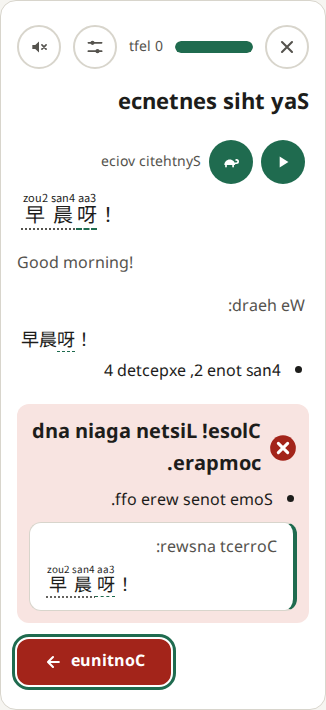 tfel 0
ecnetnes siht yaS
eciov citehtnyS
zou2 san4 aa3
早晨呀！
Good morning!
:draeh eW
早晨呀！
4 detcepxe ,2 enot 4nas
dna niaga netsiL !esolC
.erapmoc
.ffo erew senot emoS
:rewsna tcerroC
zou2 san4 aa3
早晨呀！
eunitnoC